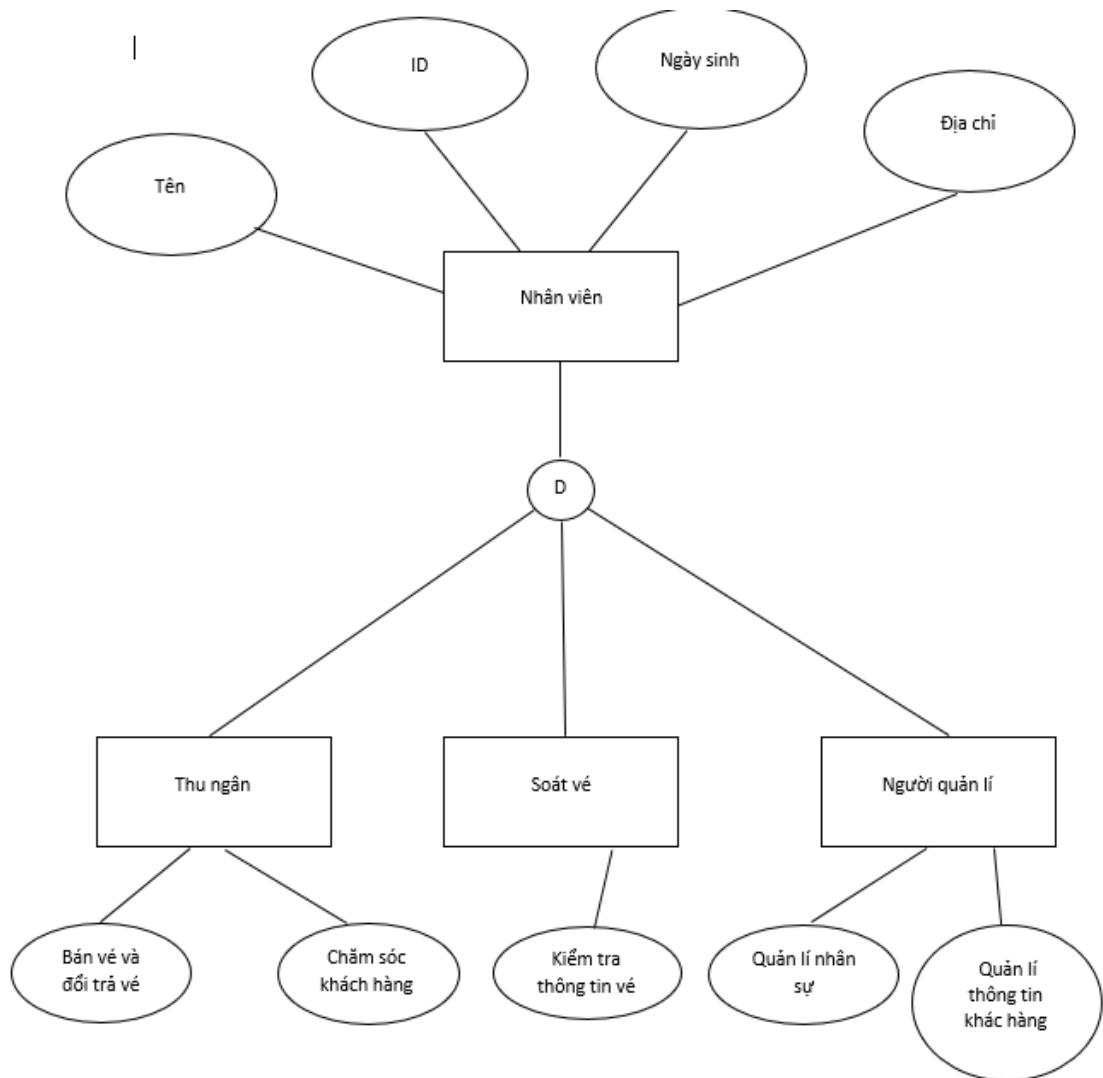 ID
Ngày sinh
Địa chỉ
Tên
Nhân viên
D
Thu ngân
Soát vé
Người quản lí
Bán vé và
đổi trả vé
Chăm sóc
khách hàng
Kiểm tra
thông tin vé
Quản lí nhân
sự
Quản lí
thông tin
khác hàng